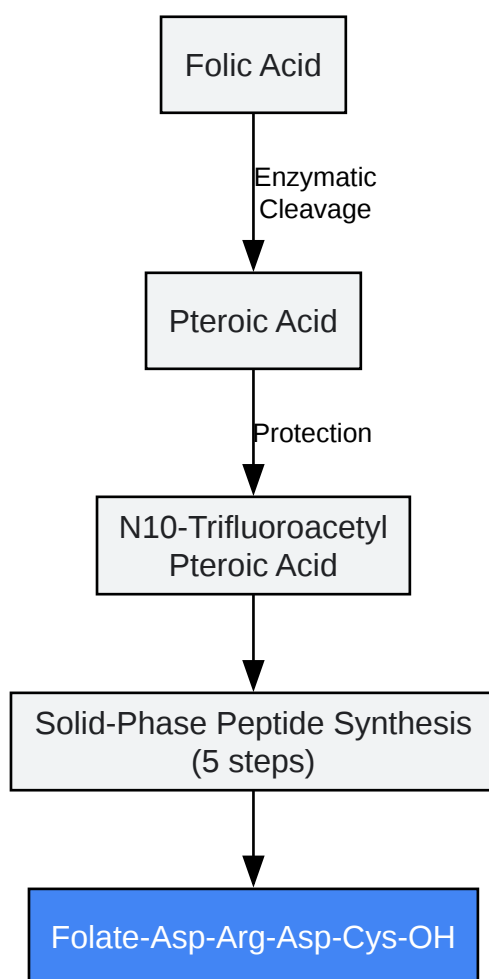 Folic Acid
Enzymatic
Cleavage
Pteroic Acid
Protection
N10-Trifluoroacetyl
Pteroic Acid
Solid-Phase Peptide Synthesis
(5 steps)
Folate-Asp-Arg-Asp-Cys-OH